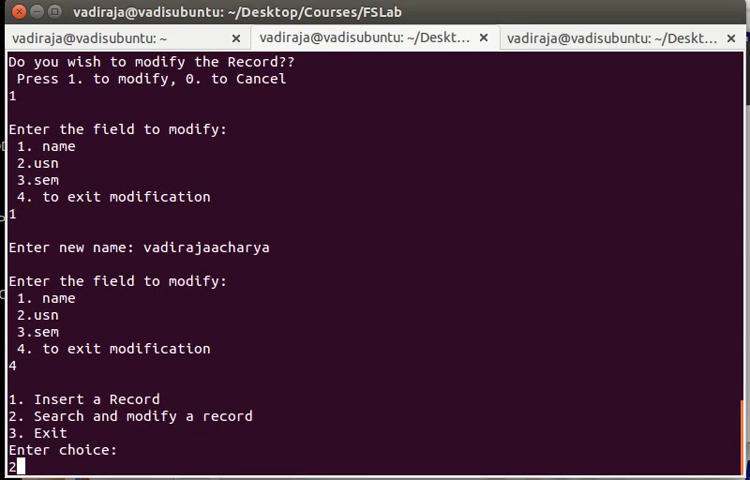 vadiraja@vadisubuntu: ~/Desktop/Courses/FSLab
vadiraja@vadisubuntu: ~
vadiraja@vadisubuntu: ~/Deskt...
vadiraja@vadisubuntu: ~/Deskt...
Do you wish to modify the Record??
Press 1. to modify, 0. to Cancel
1
Enter the field to modify:
1. name
2.usn
3.sem
4. to exit modification
1
Enter new name: vadirajaacharya
Enter the field to modify:
1. name
2.usn
3.sem
4. to exit modification
4
1. Insert a Record
2. Search and modify a record
3. Exit
Enter choice:
2